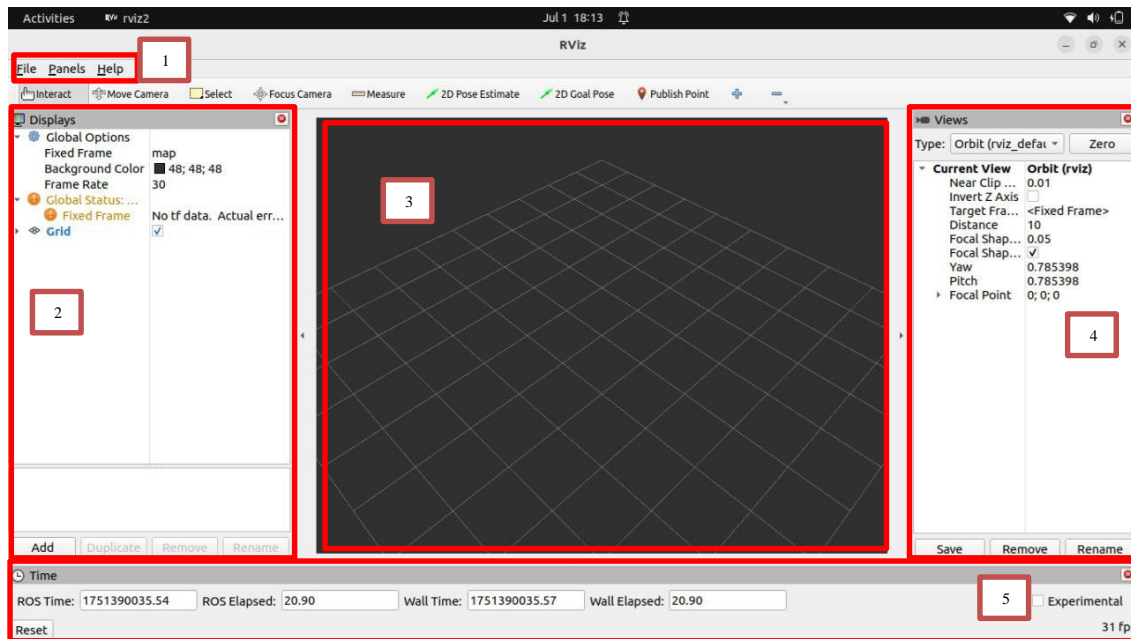 Activities rviz2 Jul 1 18:13
RViz
1
File Panels Help
Interact Move Camera Select Focus Camera Measure 2D Pose Estimate 2D Goal Pose Publish Point
Displays
Global Options
Fixed Frame map
Background Color 48; 48; 48
Frame Rate 30
Global Status: ...
Fixed Frame No tf data. Actual err...
Grid
2
Add Duplicate Remove Rename
3
Views
Type: Orbit (rviz_defau Zero
Current View Orbit (rviz)
Near Clip ... 0.01
Invert Z Axis
Target Fra... <Fixed Frame>
Distance 10
Focal Shap... 0.05
Focal Shap...
Yaw 0.785398
Pitch 0.785398
Focal Point 0; 0; 0
4
Save Remove Rename
Time
ROS Time: 1751390035.54 ROS Elapsed: 20.90 Wall Time: 1751390035.57 Wall Elapsed: 20.90 5 Experimental
Reset 31 fp